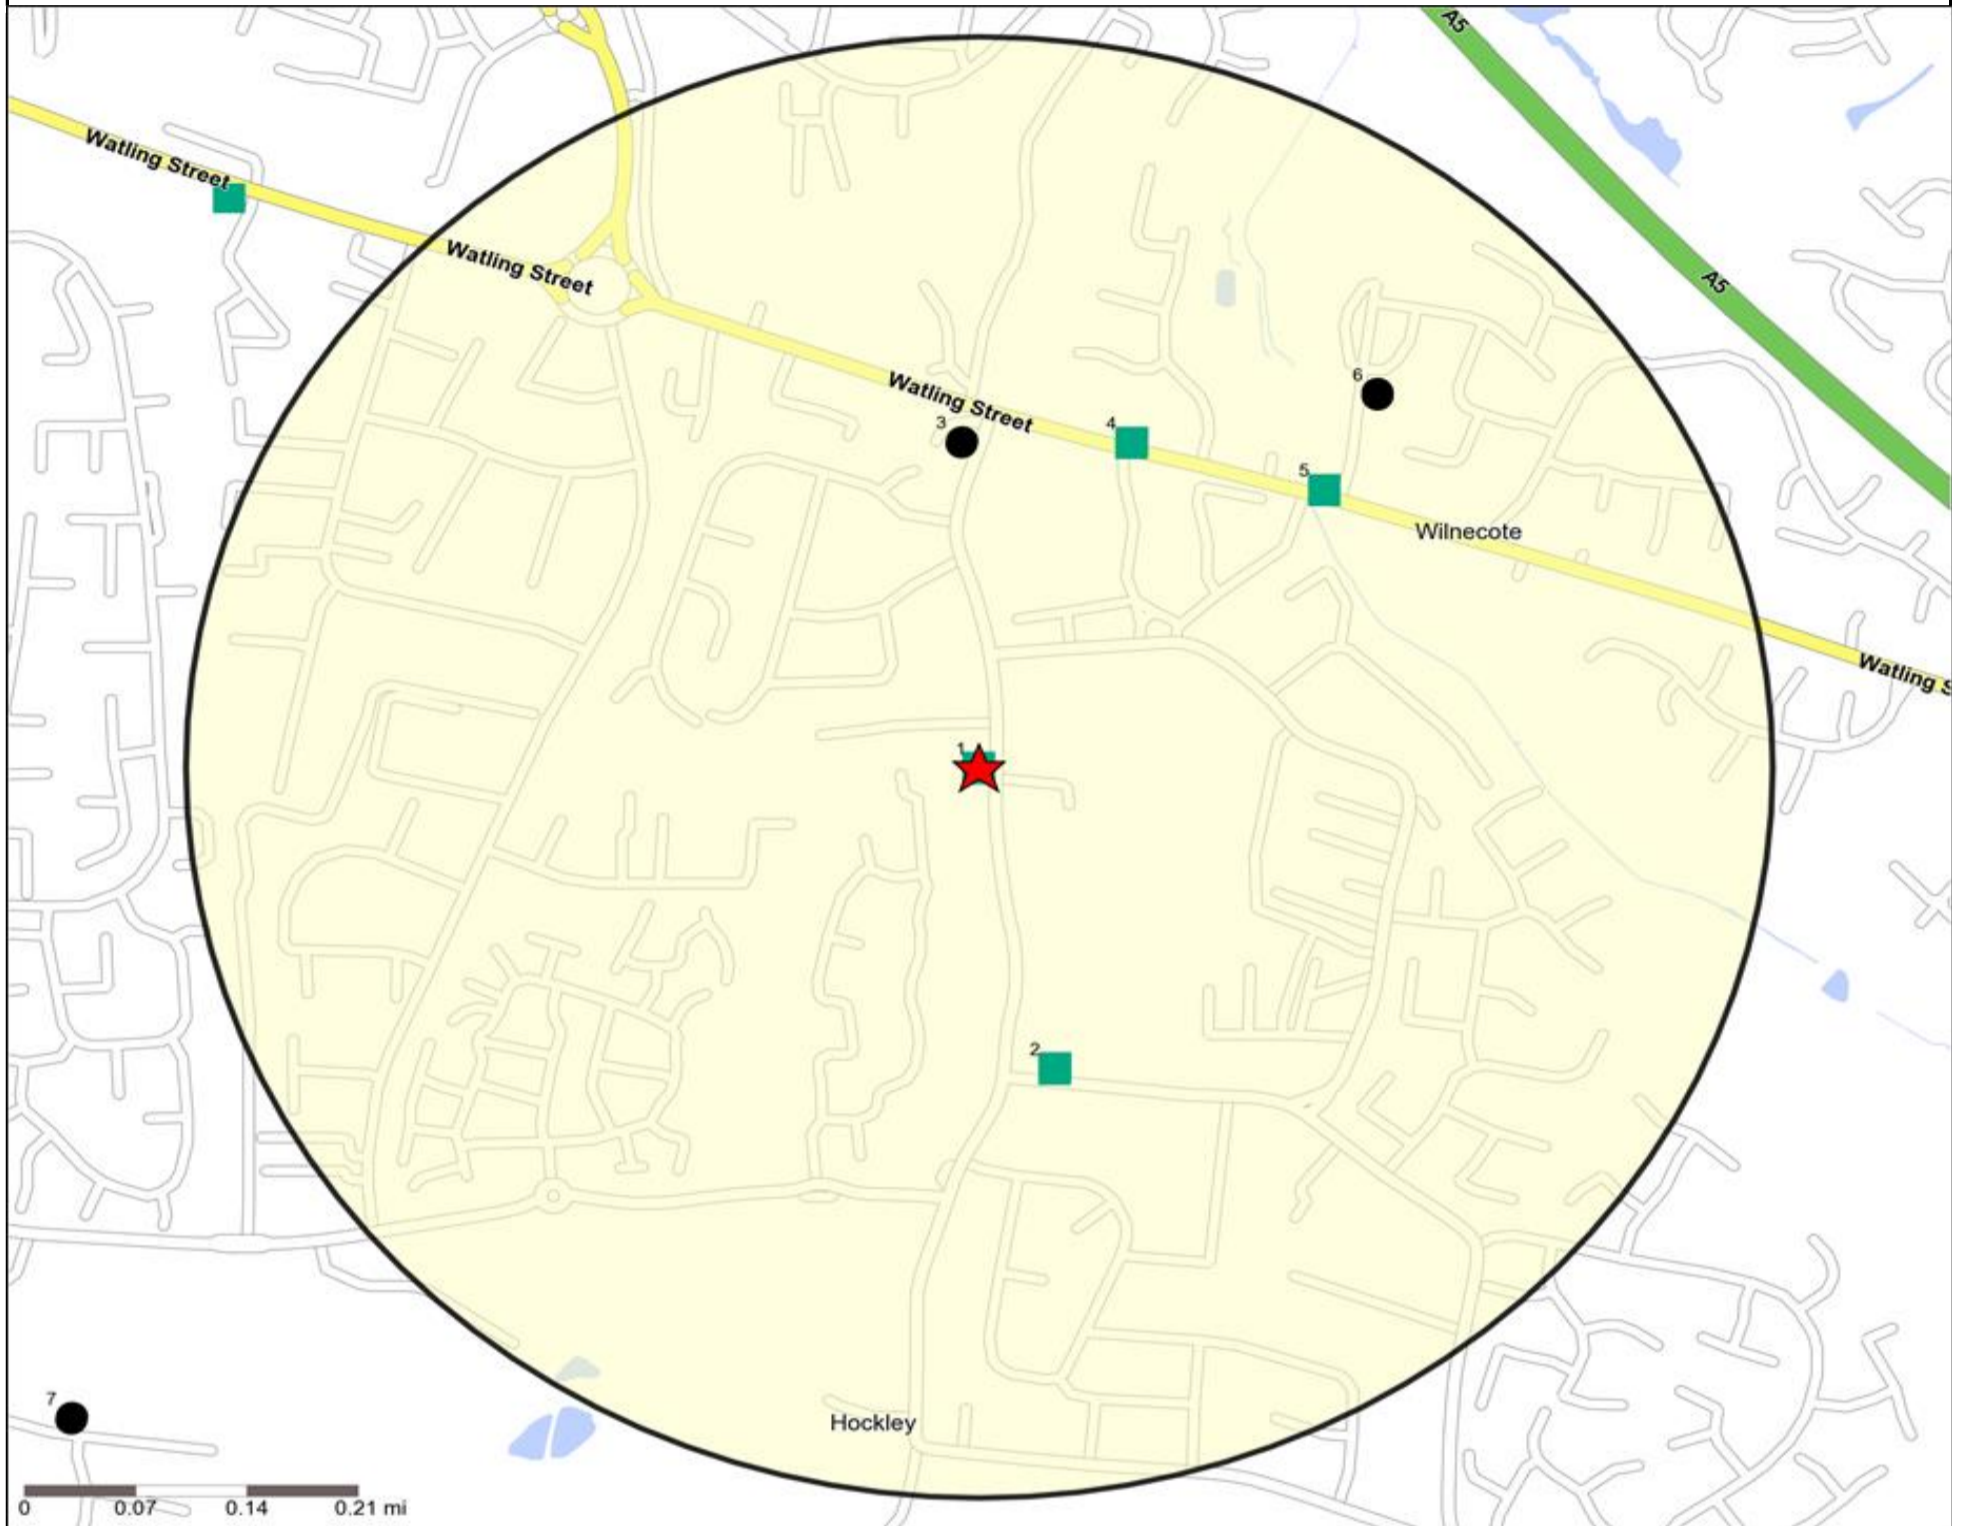 A5
Watling Street
Watling Street
A5
6
Watling Street
3
4
5
Wilnecote
Watling S
1
2
7
Hockley
0 0.07 0.14 0.21 mi